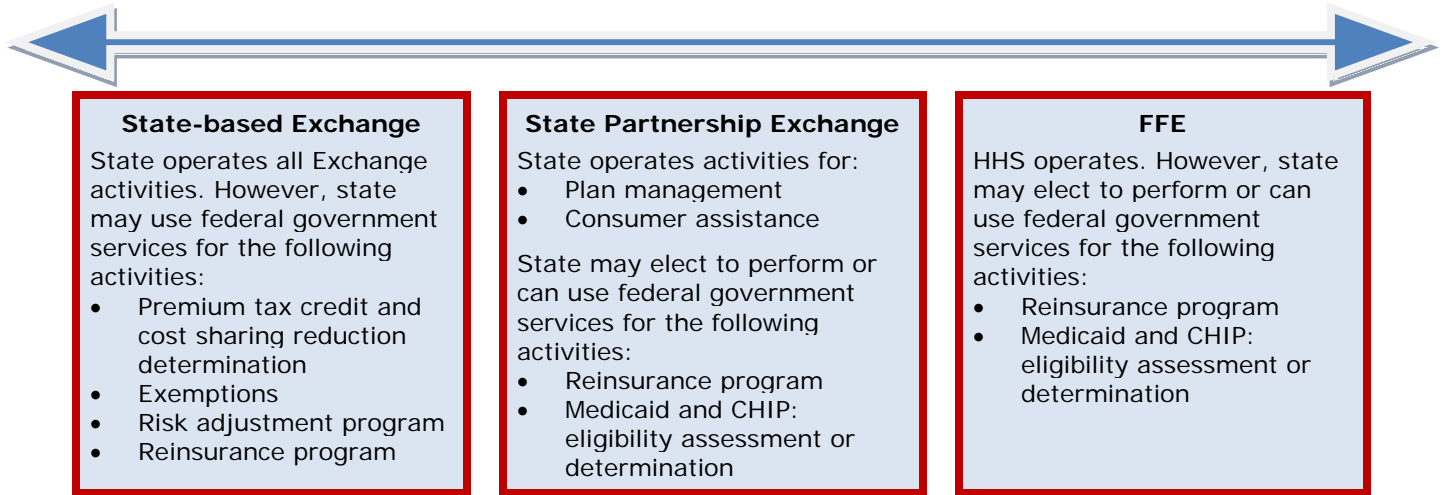 State-based Exchange
State operates all Exchange
activities. However, state
may use federal government
services for the following
activities:
• Premium tax credit and
cost sharing reduction
determination
• Exemptions
• Risk adjustment program
• Reinsurance program
State Partnership Exchange
State operates activities for:
• Plan management
• Consumer assistance
State may elect to perform or
can use federal government
services for the following
activities:
• Reinsurance program
• Medicaid and CHIP:
eligibility assessment or
determination
FFE
HHS operates. However, state
may elect to perform or can
use federal government
services for the following
activities:
• Reinsurance program
• Medicaid and CHIP:
eligibility assessment or
determination